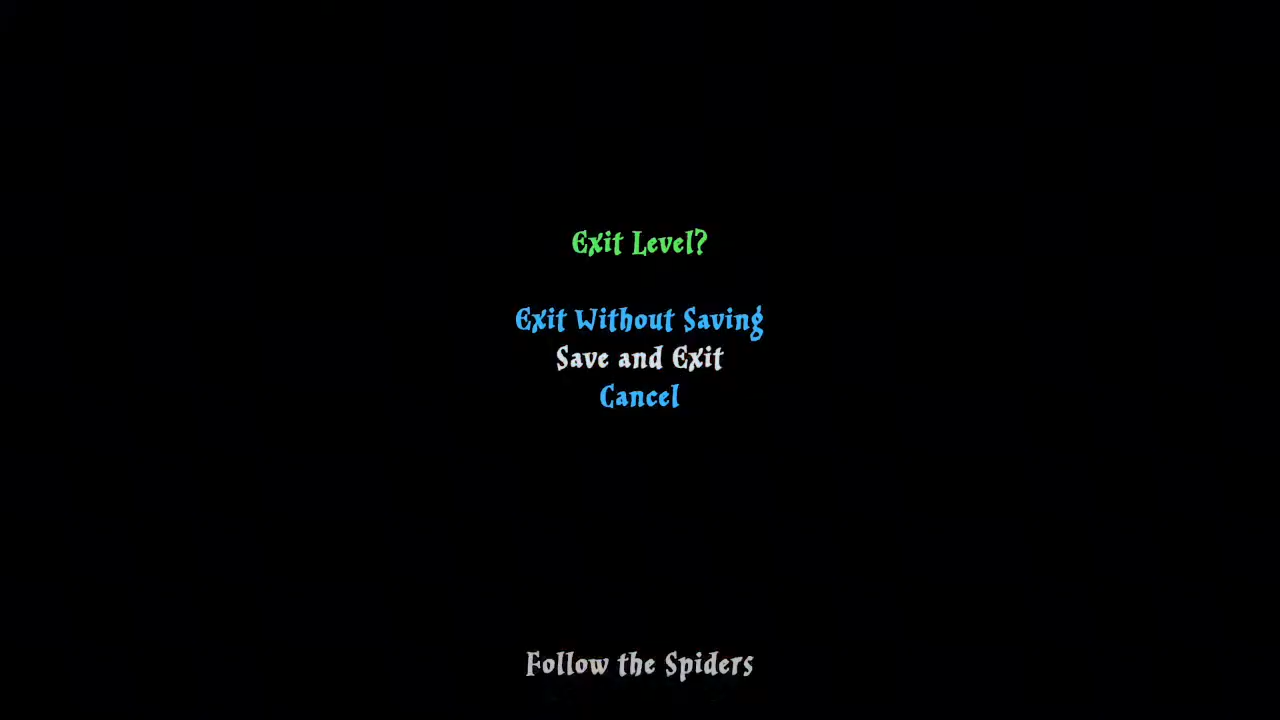 Exit Level?
Exit Without Saving
Save and Exit
Cancel
Follow the Spiders